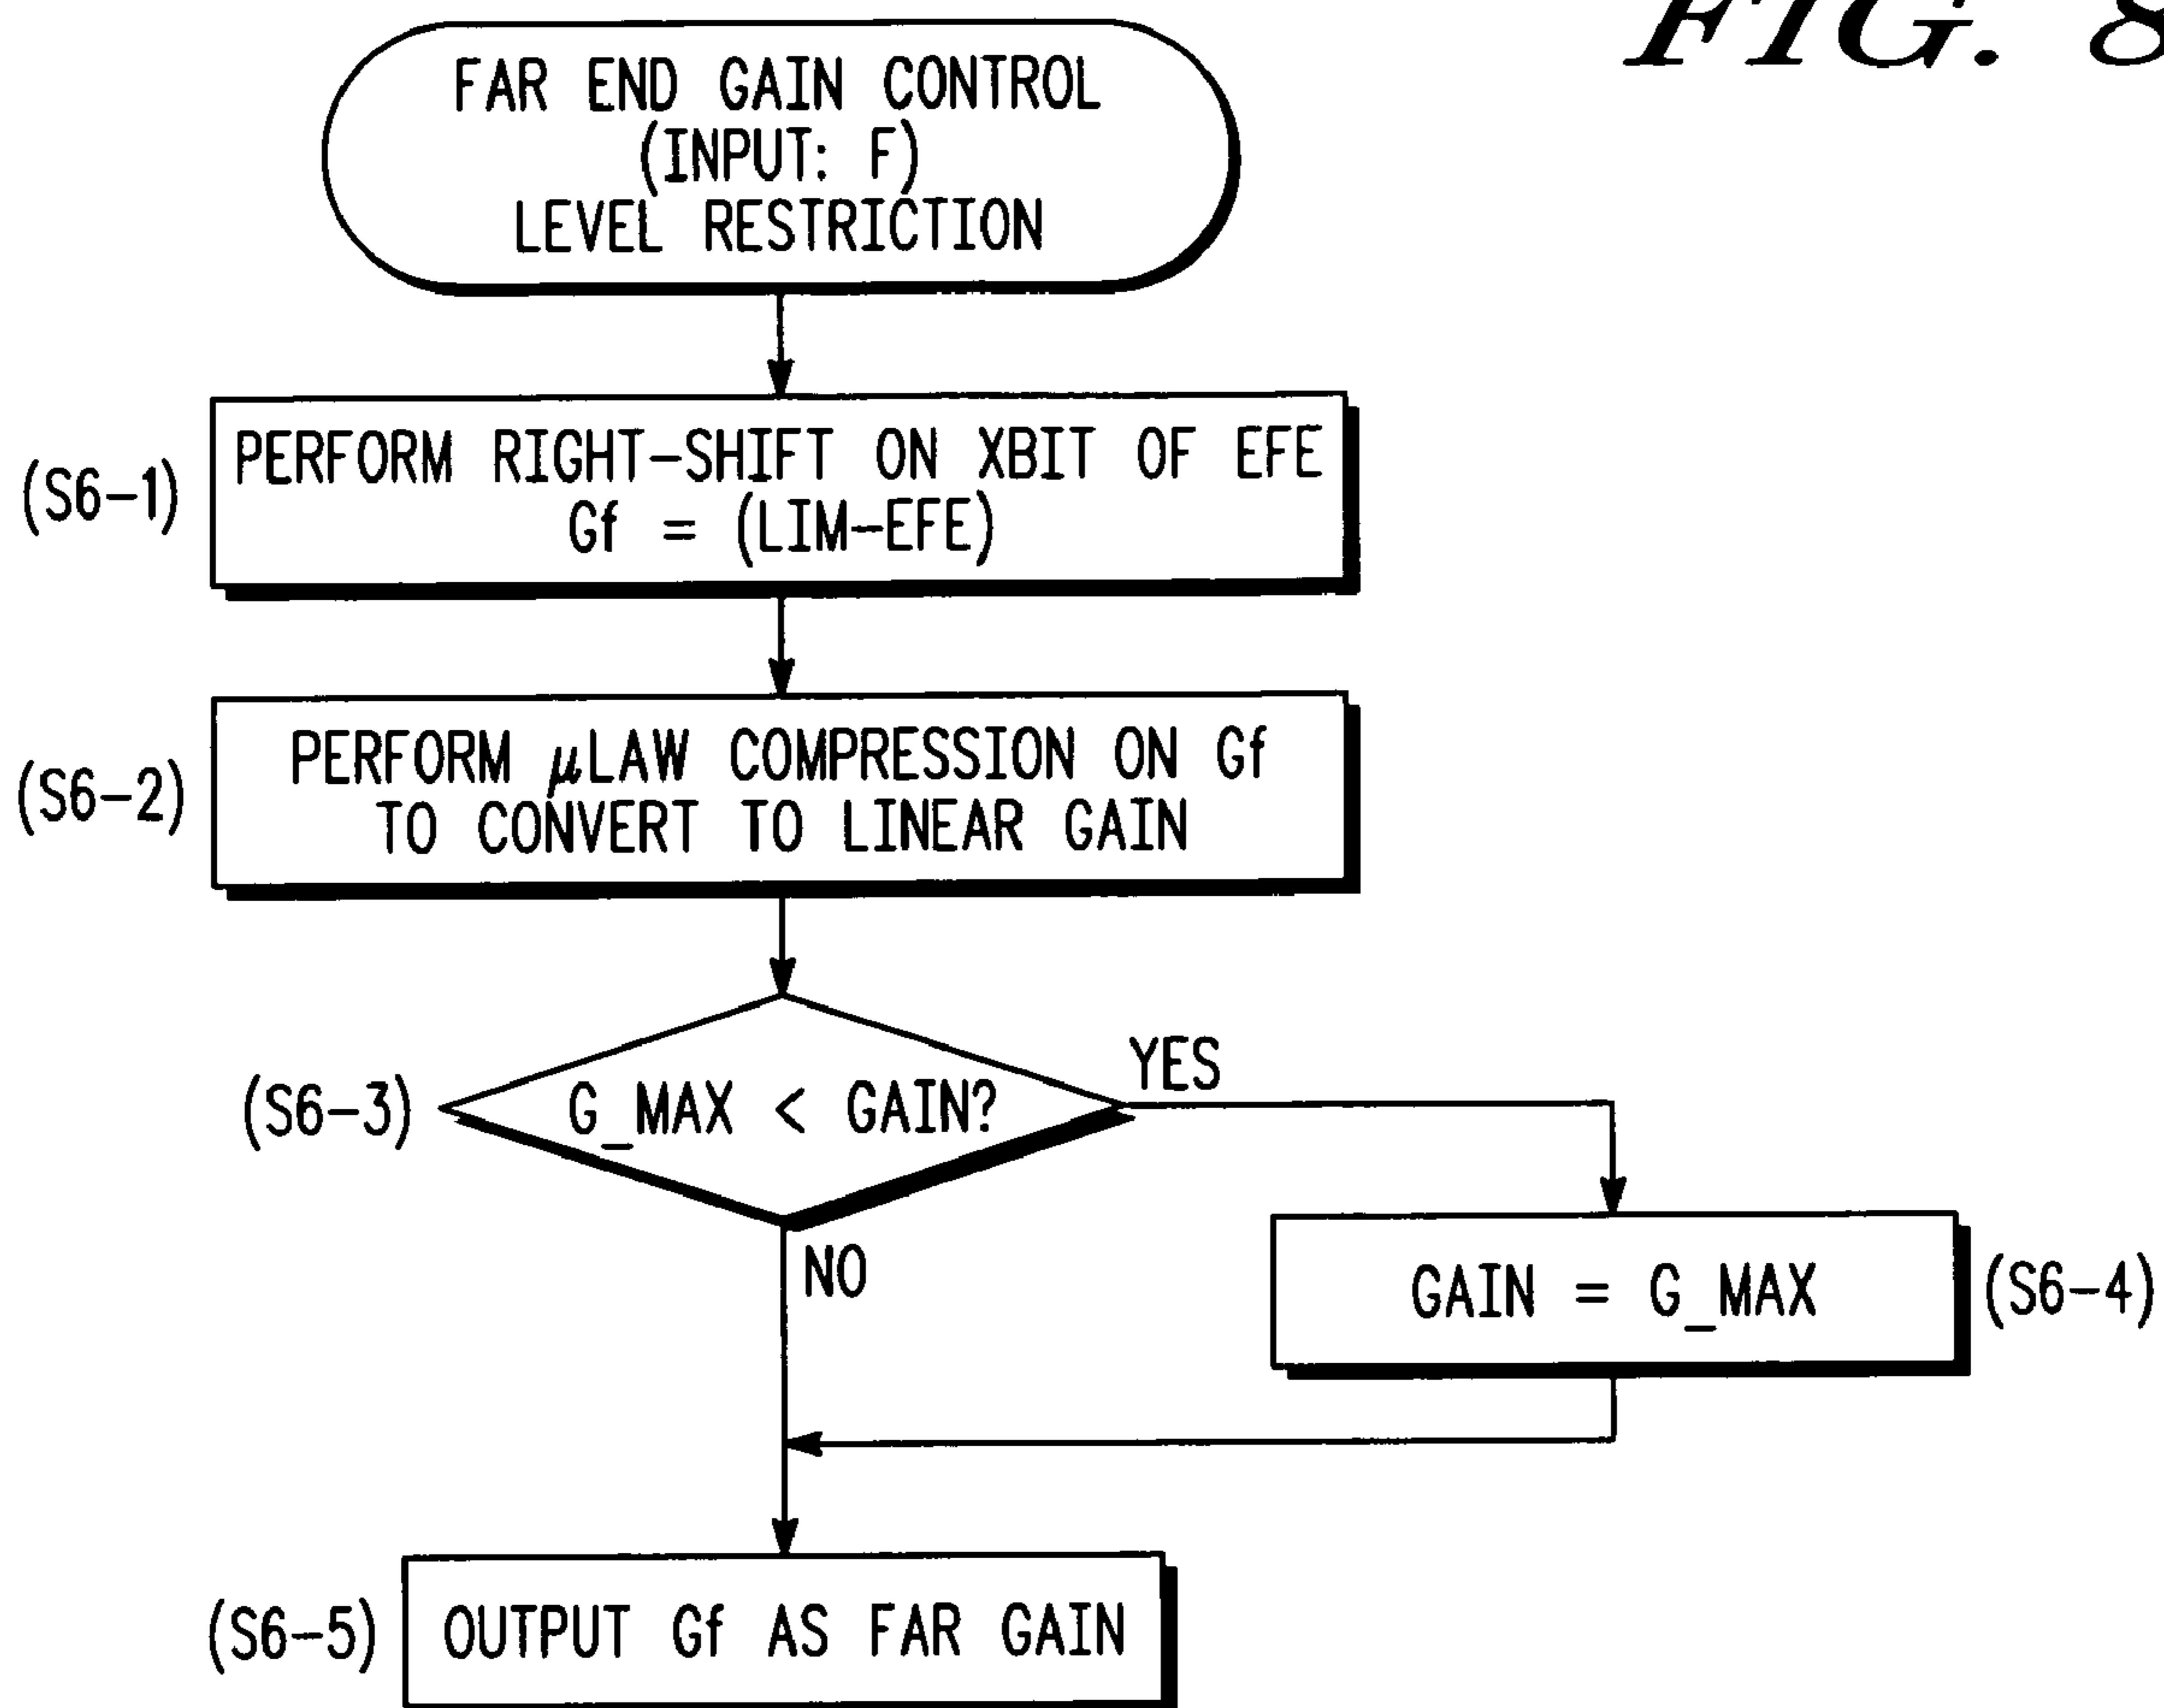 FIG. 8
FAR END GAIN CONTROL
(INPUT: F)
LEVEL RESTRICTION
(S6-1)
PERFORM RIGHT-SHIFT ON XBIT OF EFE
Gf = (LIM-EFE)
(S6-2)
PERFORM μLAW COMPRESSION ON Gf
TO CONVERT TO LINEAR GAIN
(S6-3)
G_MAX < GAIN?
YES
NO
GAIN = G_MAX
(S6-4)
(S6-5)
OUTPUT Gf AS FAR GAIN